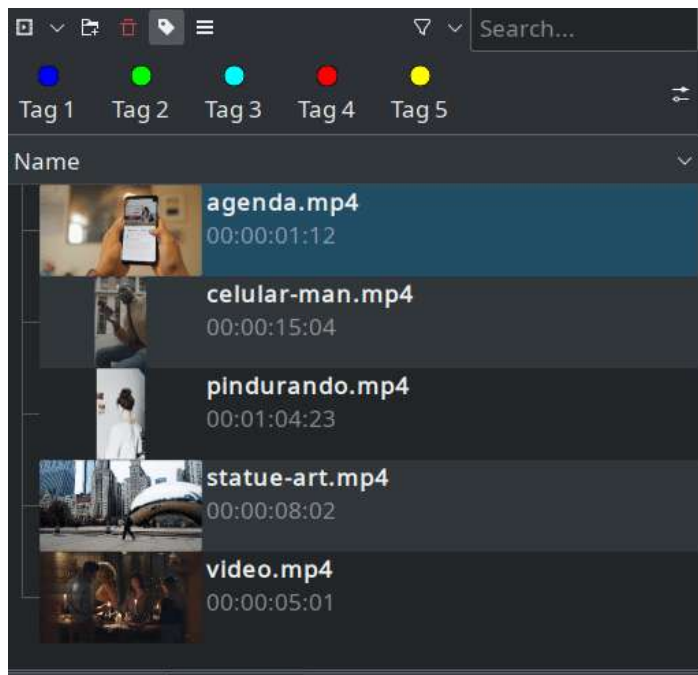 Search...
Tag 1 Tag 2 Tag 3 Tag 4 Tag 5
Name
agenda.mp4
00:00:01:12
celular-man.mp4
00:00:15:04
pindurando.mp4
00:01:04:23
statue-art.mp4
00:00:08:02
video.mp4
00:00:05:01